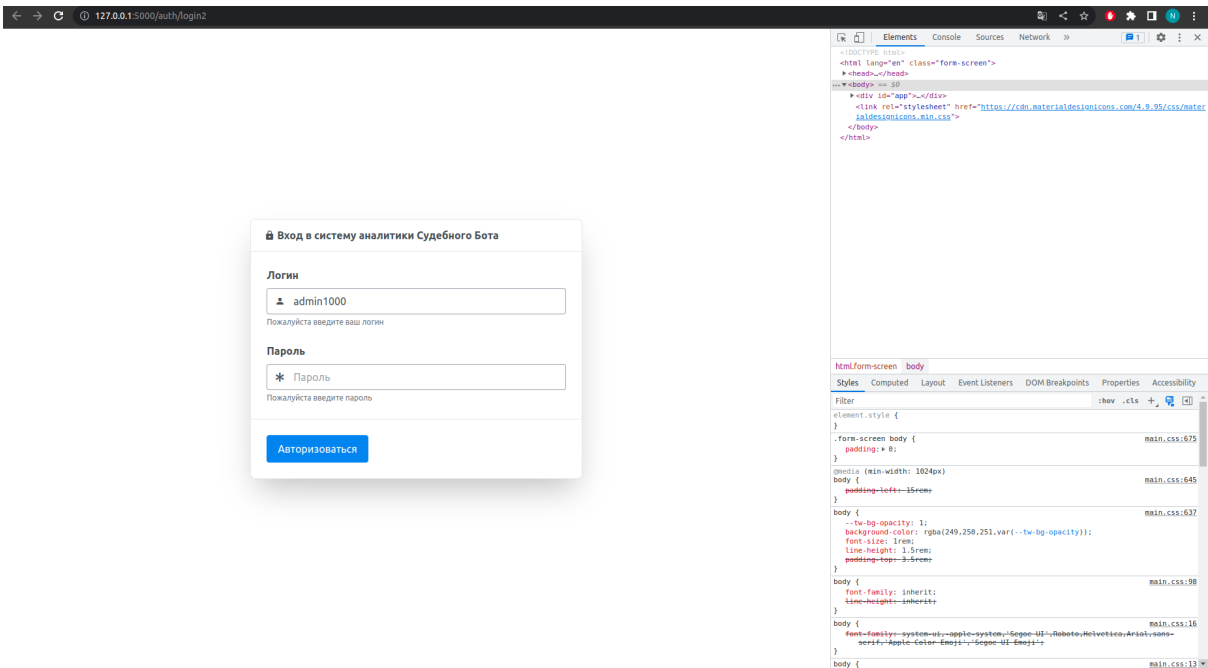 127.0.0.1:5000/auth/login2
N
Elements Console Sources Network » 1
<!DOCTYPE html>
<html lang="en" class="form-screen">
<head>…</head>
<body> == $0
<div id="app">…</div>
<link rel="stylesheet" href="https://cdn.materialdesignicons.com/4.9.95/css/mater
ialdesignicons.min.css">
</body>
</html>
Вход в систему аналитики Судебного Бота
Логин
admin1000
Пожалуйста введите ваш логин
Пароль
Пароль
Пожалуйста введите пароль
Авторизоваться
html.form-screen body
Styles Computed Layout Event Listeners DOM Breakpoints Properties Accessibility
Filter :hov .cls +
element.style {
}
.form-screen body { main.css:675
padding: 0;
}
@media (min-width: 1024px)
body { main.css:645
padding-left: 15rem;
}
body { main.css:637
--tw-bg-opacity: 1;
background-color: rgba(249,250,251,var(--tw-bg-opacity));
font-size: 1rem;
line-height: 1.5rem;
padding-top: 3.5rem;
}
body { main.css:98
font-family: inherit;
line-height: inherit;
}
body { main.css:16
font-family: system-ui,-apple-system,'Segoe UI',Roboto,Helvetica,Arial,sans-
serif,'Apple Color Emoji','Segoe UI Emoji';
}
body { main.css:13